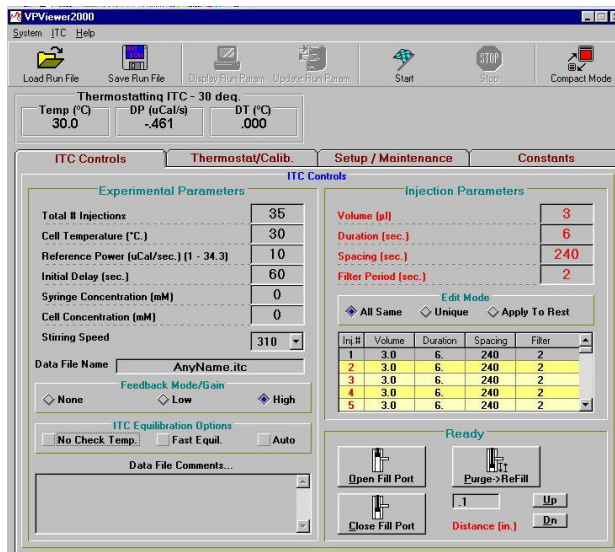 VPViewer2000
System ITC Help
Load Run File Save Run File Display Run Param. Update Run Param. Start Stop Compact Mode
Thermostatting ITC - 30 deq.
Temp (°C) DP (uCal/s) DT (°C)
30.0 -.461 .000
ITC Controls Thermostat/Calib. Setup / Maintenance Constants
ITC Controls
Experimental Parameters
Total # Injections 35
Cell Temperature (°C.) 30
Reference Power (uCal/sec.) (1 - 34.3) 10
Initial Delay (sec.) 60
Syringe Concentration (mM) 0
Cell Concentration (mM) 0
Stirring Speed 310
Data File Name AnyName.itc
Feedback Mode/Gain
None Low High
ITC Equilibration Options
No Check Temp. Fast Equil. Auto
Data File Comments...
Injection Parameters
Volume (µl) 3
Duration (sec.) 6
Spacing (sec.) 240
Filter Period (sec.) 2
Edit Mode
All Same Unique Apply To Rest
Inj.# Volume Duration Spacing Filter
1 3.0 6. 240 2
2 3.0 6. 240 2
3 3.0 6. 240 2
4 3.0 6. 240 2
5 3.0 6. 240 2
Ready
Open Fill Port Purge->ReFill
.1 Up
Close Fill Port Distance (in.) Dn